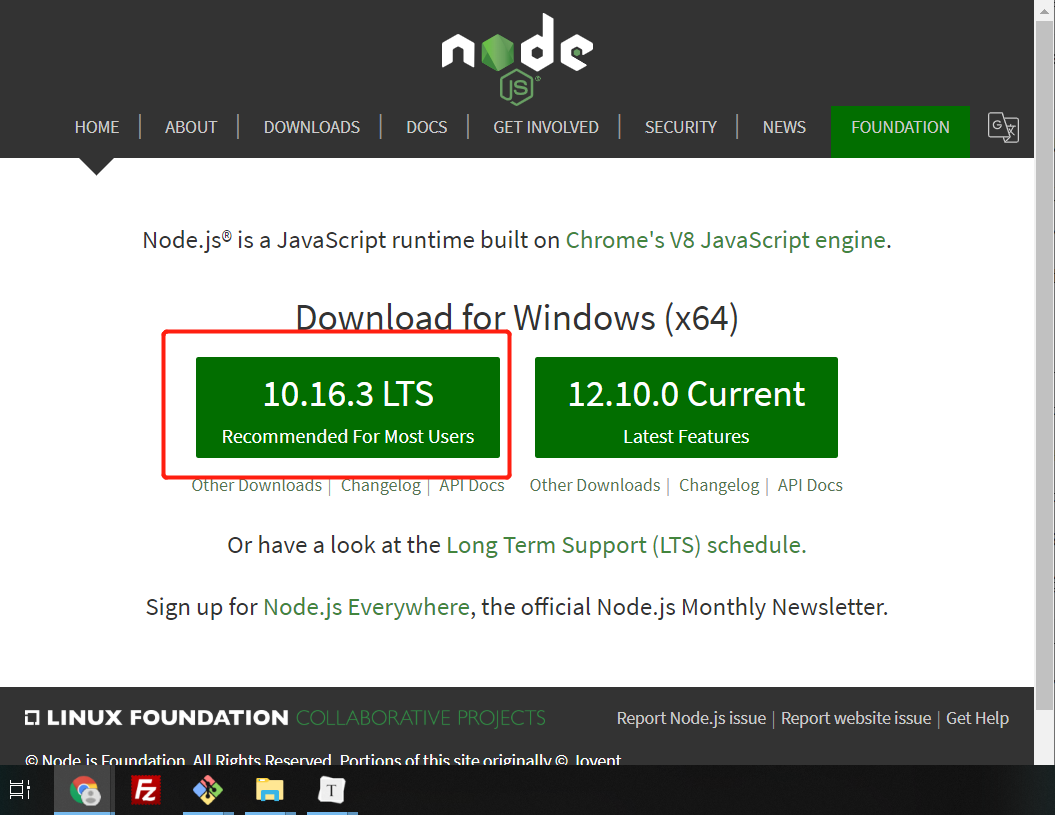 node
JS®
HOME | ABOUT | DOWNLOADS | DOCS | GET INVOLVED | SECURITY | NEWS FOUNDATION
Node.js® is a JavaScript runtime built on Chrome's V8 JavaScript engine.
Download for Windows (x64)
10.16.3 LTS
Recommended For Most Users
12.10.0 Current
Latest Features
Other Downloads | Changelog | API Docs
Other Downloads | Changelog | API Docs
Or have a look at the Long Term Support (LTS) schedule.
Sign up for Node.js Everywhere, the official Node.js Monthly Newsletter.
LINUX FOUNDATION COLLABORATIVE PROJECTS
Report Node.js issue | Report website issue | Get Help
© Node.js Foundation. All Rights Reserved. Portions of this site originally © Joyent.
FZ
T